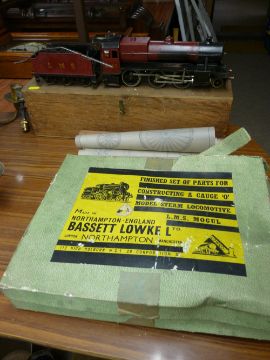 L M S
FINISHED SET OF PARTS FOR
CONSTRUCTING A GAUGE 'O'
MODEL STEAM LOCOMOTIVE
L.M.S. MOGUL
MADE IN
NORTHAMPTON·ENGLAND
BASSETT LOWKE LTD
LONDON NORTHAMPTON MANCHESTER